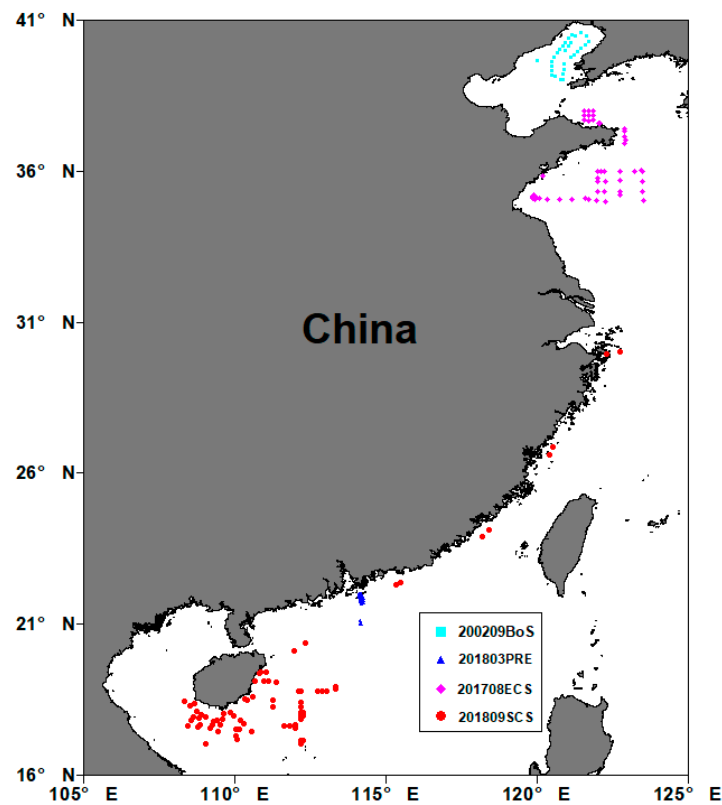 41° N
36° N
31° N
China
26° N
21° N
200209BoS
201803PRE
201708ECS
201809SCS
16° N
105° E 110° E 115° E 120° E 125° E